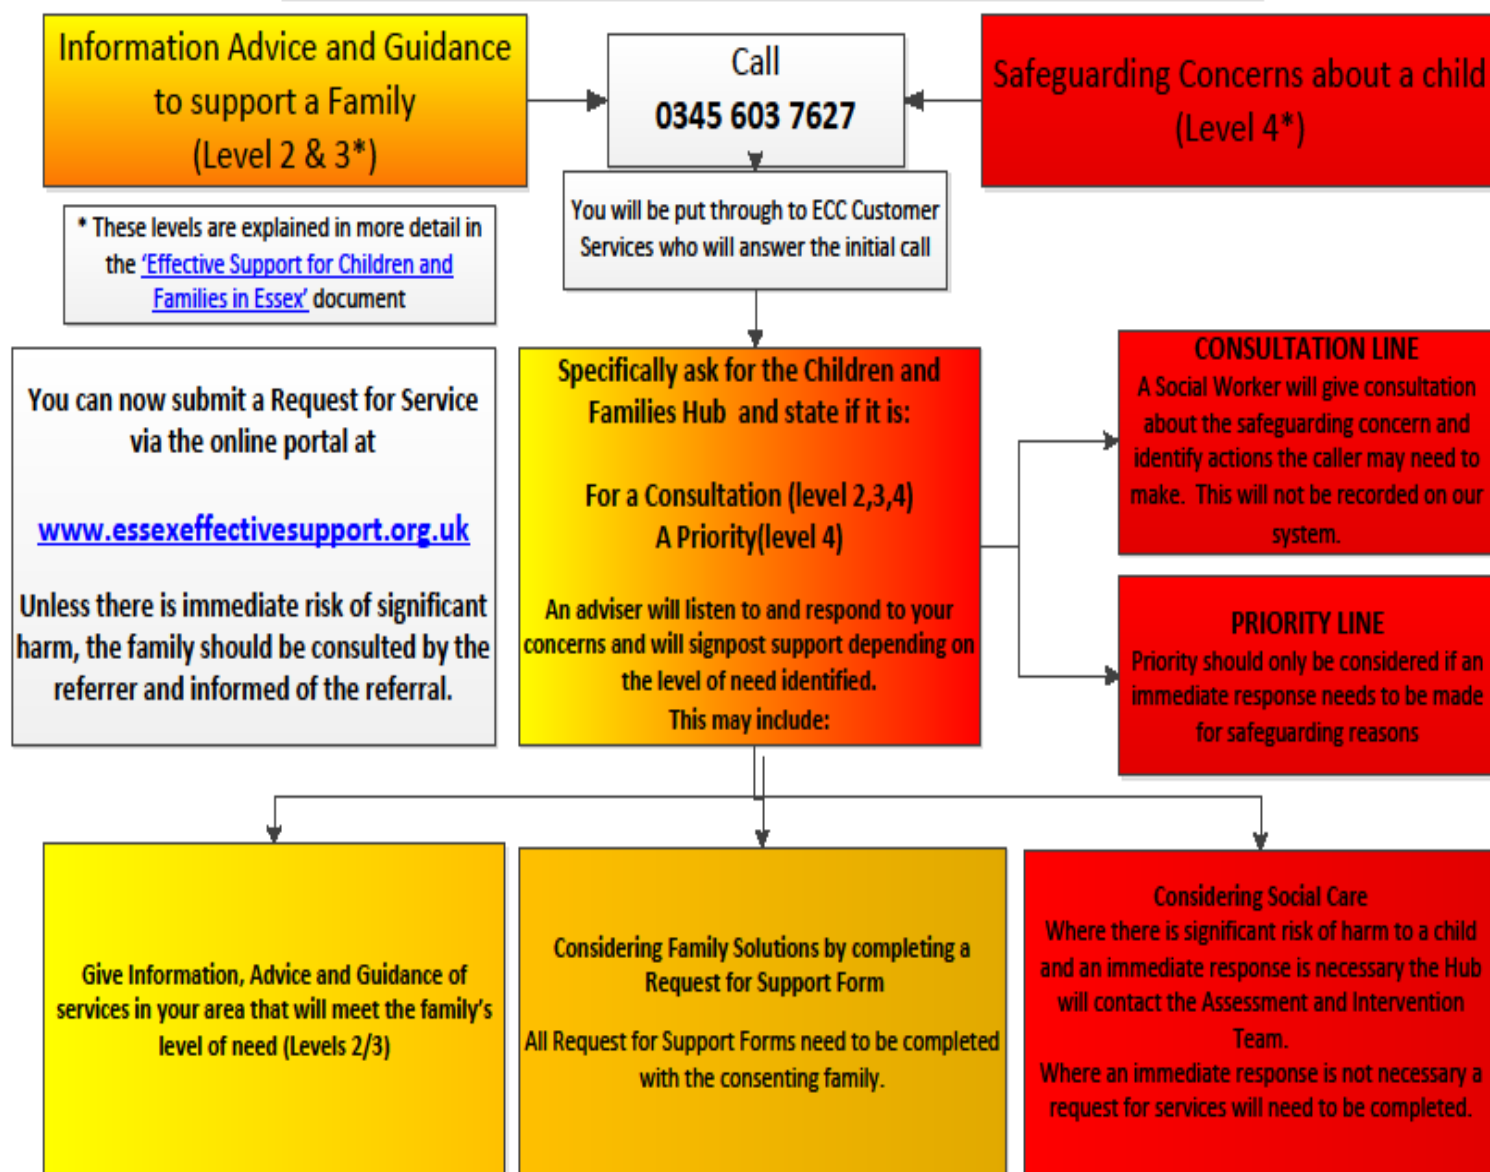 Information Advice and Guidance
to support a Family
(Level 2 & 3*)
Call
0345 603 7627
Safeguarding Concerns about a child
(Level 4*)
You will be put through to ECC Customer
Services who will answer the initial call
* These levels are explained in more detail in
the ‘Effective Support for Children and
Families in Essex’ document
You can now submit a Request for Service
via the online portal at
www.essexeffectivesupport.org.uk
Unless there is immediate risk of significant
harm, the family should be consulted by the
referrer and informed of the referral.
Specifically ask for the Children and
Families Hub and state if it is:
For a Consultation (level 2,3,4)
A Priority(level 4)
An adviser will listen to and respond to your
concerns and will signpost support depending on
the level of need identified.
This may include:
CONSULTATION LINE
A Social Worker will give consultation
about the safeguarding concern and
identify actions the caller may need to
make. This will not be recorded on our
system.
PRIORITY LINE
Priority should only be considered if an
immediate response needs to be made
for safeguarding reasons
Give Information, Advice and Guidance of
services in your area that will meet the family’s
level of need (Levels 2/3)
Considering Family Solutions by completing a
Request for Support Form
All Request for Support Forms need to be completed
with the consenting family.
Considering Social Care
Where there is significant risk of harm to a child
and an immediate response is necessary the Hub
will contact the Assessment and Intervention
Team.
Where an immediate response is not necessary a
request for services will need to be completed.